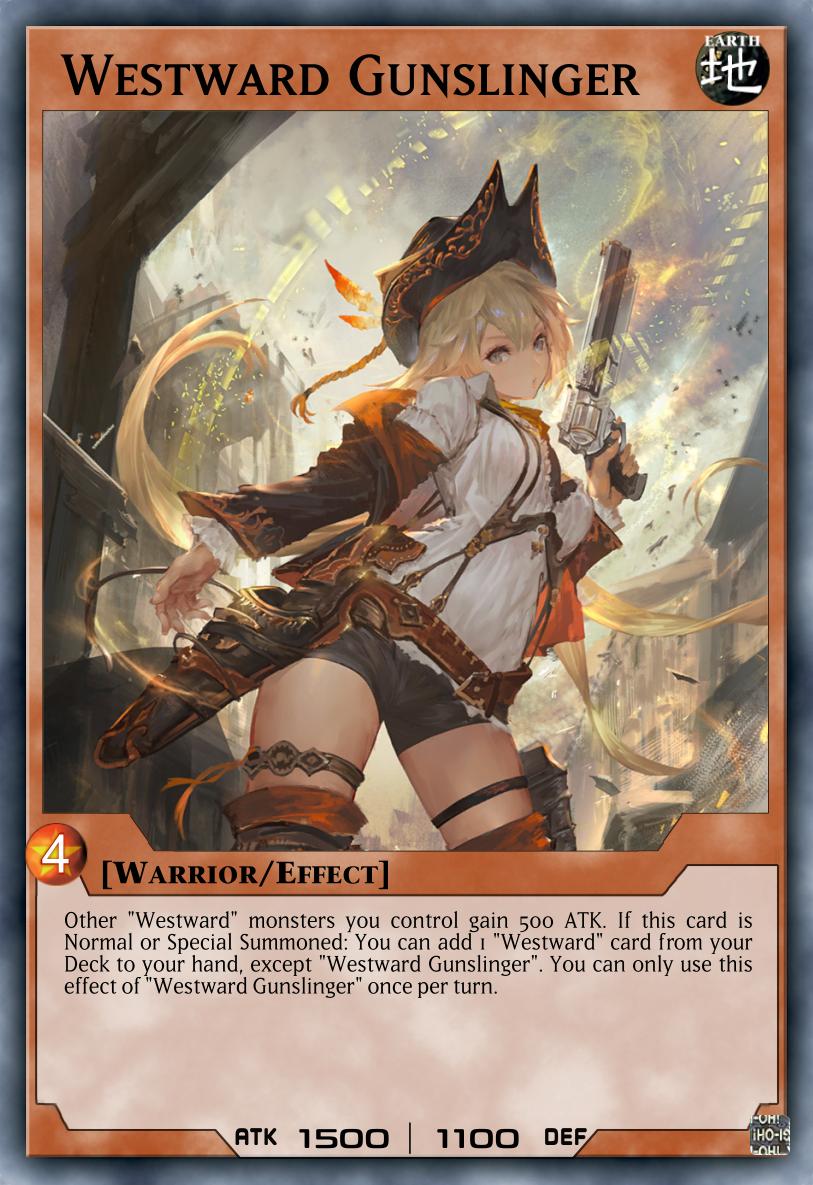 Westward Gunslinger
EARTH
地
4
[Warrior/Effect]
Other "Westward" monsters you control gain 500 ATK. If this card is
Normal or Special Summoned: You can add 1 "Westward" card from your
Deck to your hand, except "Westward Gunslinger". You can only use this
effect of "Westward Gunslinger" once per turn.
ATK 1500 | 1100 DEF